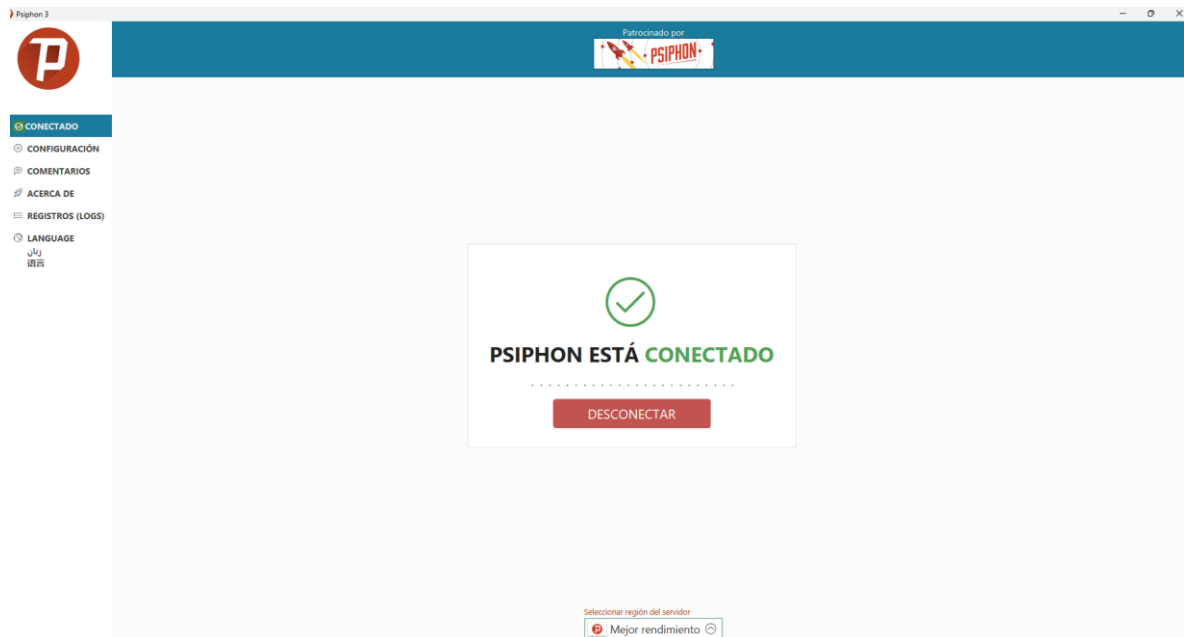 Psiphon 3
Patrocinado por
PSIPHON
CONECTADO
CONFIGURACIÓN
COMENTARIOS
ACERCA DE
REGISTROS (LOGS)
LANGUAGE
زبان
语言
PSIPHON ESTÁ CONECTADO
DESCONECTAR
Seleccionar región del servidor
Mejor rendimiento